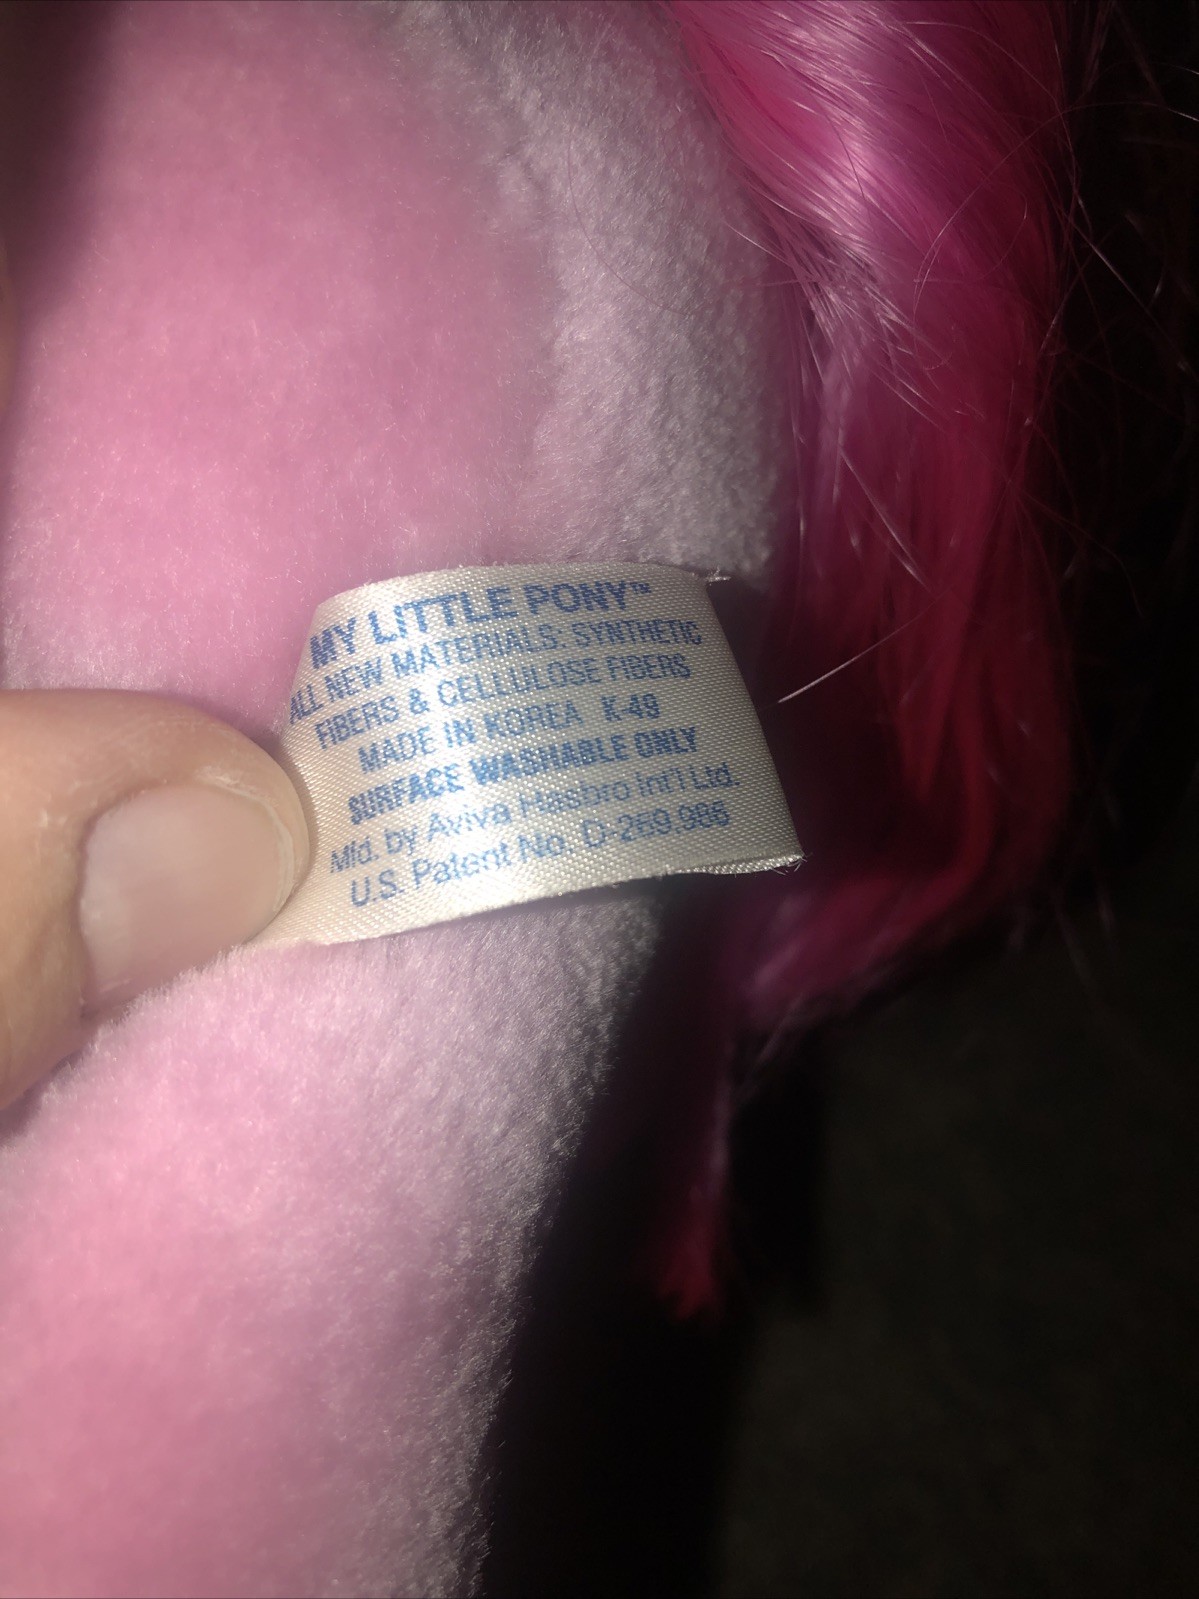 MY LITTLE PONY™
ALL NEW MATERIALS: SYNTHETIC
FIBERS & CELLULOSE FIBERS
MADE IN KOREA K-49
SURFACE WASHABLE ONLY
Mfd. by Aviva Hasbro Int'l Ltd.
U.S. Patent No. D-269,986